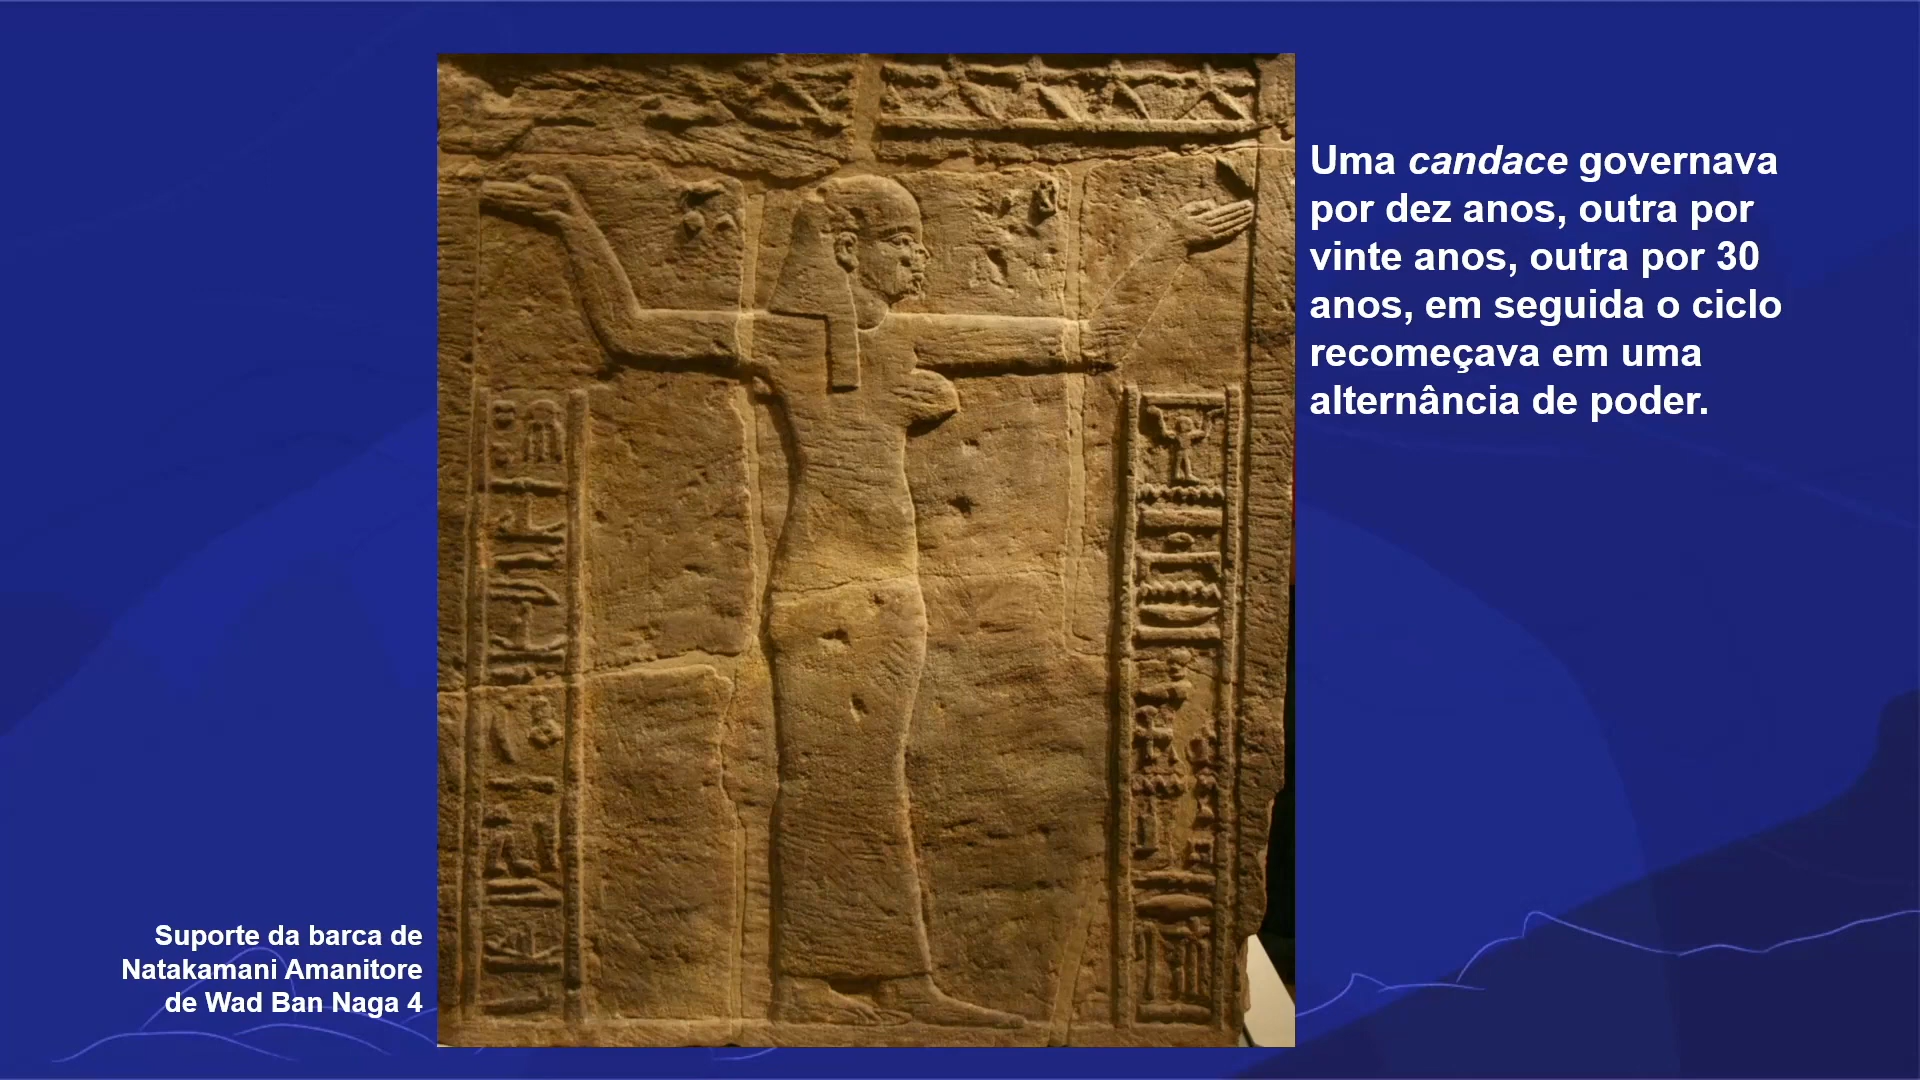 Uma candace governava
por dez anos, outra por
vinte anos, outra por 30
anos, em seguida o ciclo
recomeçava em uma
alternância de poder.
Suporte da barca de
Natakamani Amanitore
de Wad Ban Naga 4